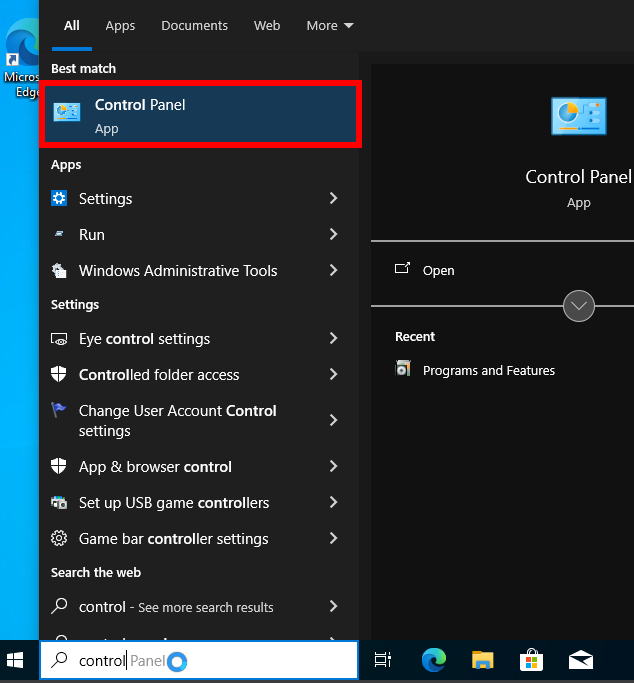 All Apps Documents Web More
Micros
Edge
Best match
Control Panel
App
Apps
Settings
Run
Windows Administrative Tools
Settings
Eye control settings
Controlled folder access
Change User Account Control
settings
App & browser control
Set up USB game controllers
Game bar controller settings
Search the web
control - See more search results
control Panel
Control Panel
App
Open
Recent
Programs and Features